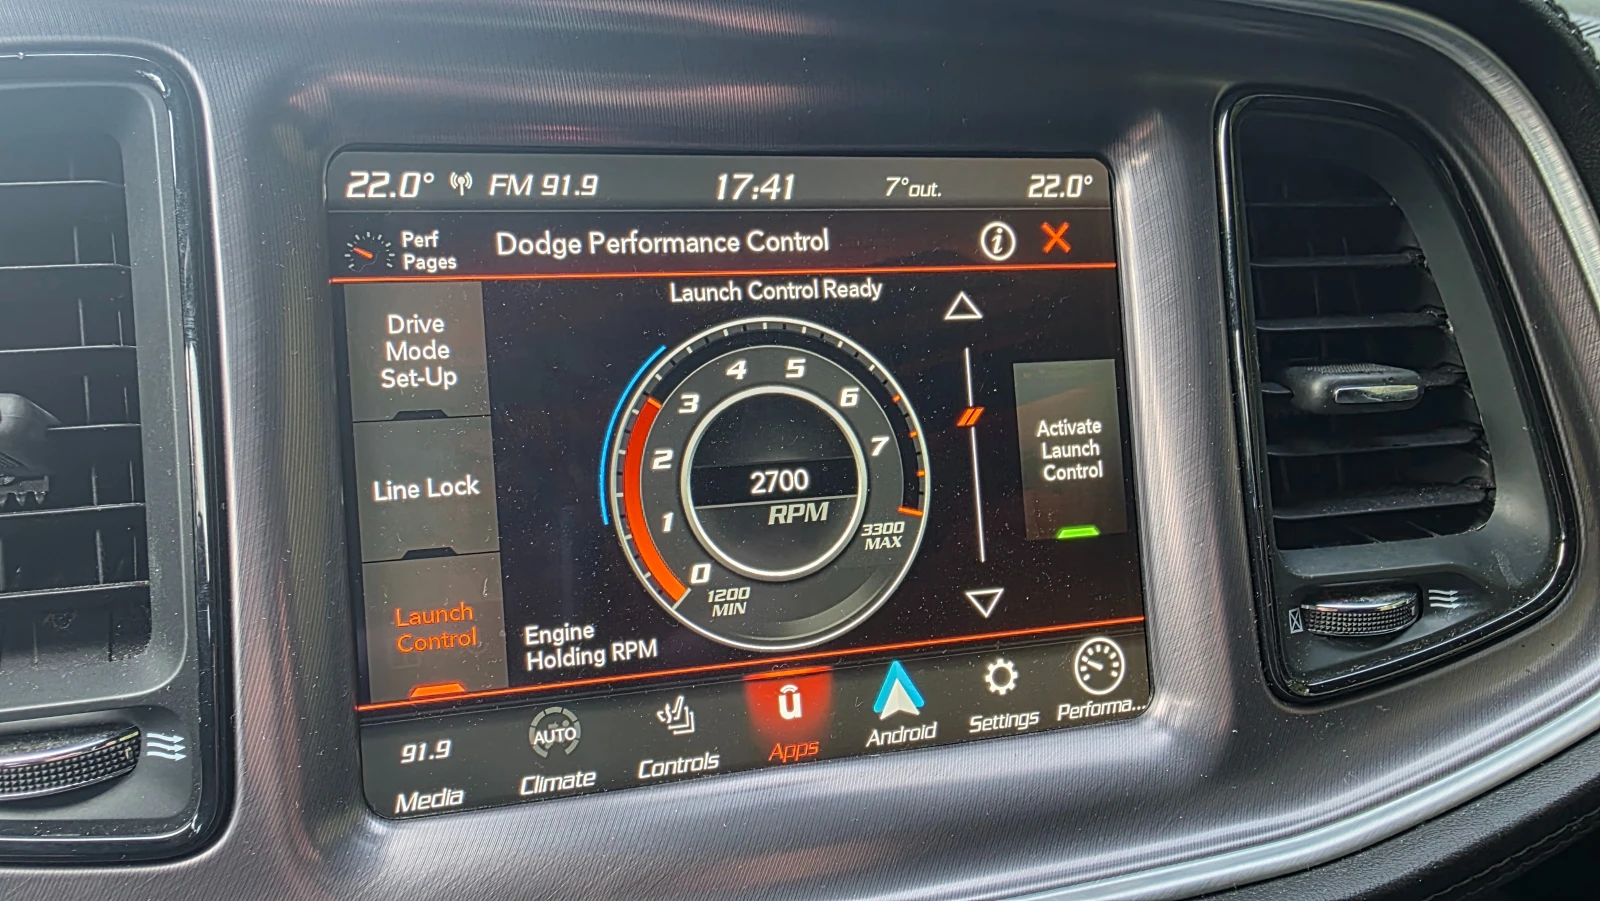 22.0° FM 91.9 17:41 7°out. 22.0°
Perf
Pages
Dodge Performance Control
i
Launch Control Ready
Drive
Mode
Set-Up
Line Lock
Launch
Control
0
1
2
3
4
5
6
7
2700
RPM
1200
MIN
3300
MAX
Engine
Holding RPM
Activate
Launch
Control
91.9
Media
AUTO
Climate
Controls
Apps
Android
Settings
Performa...